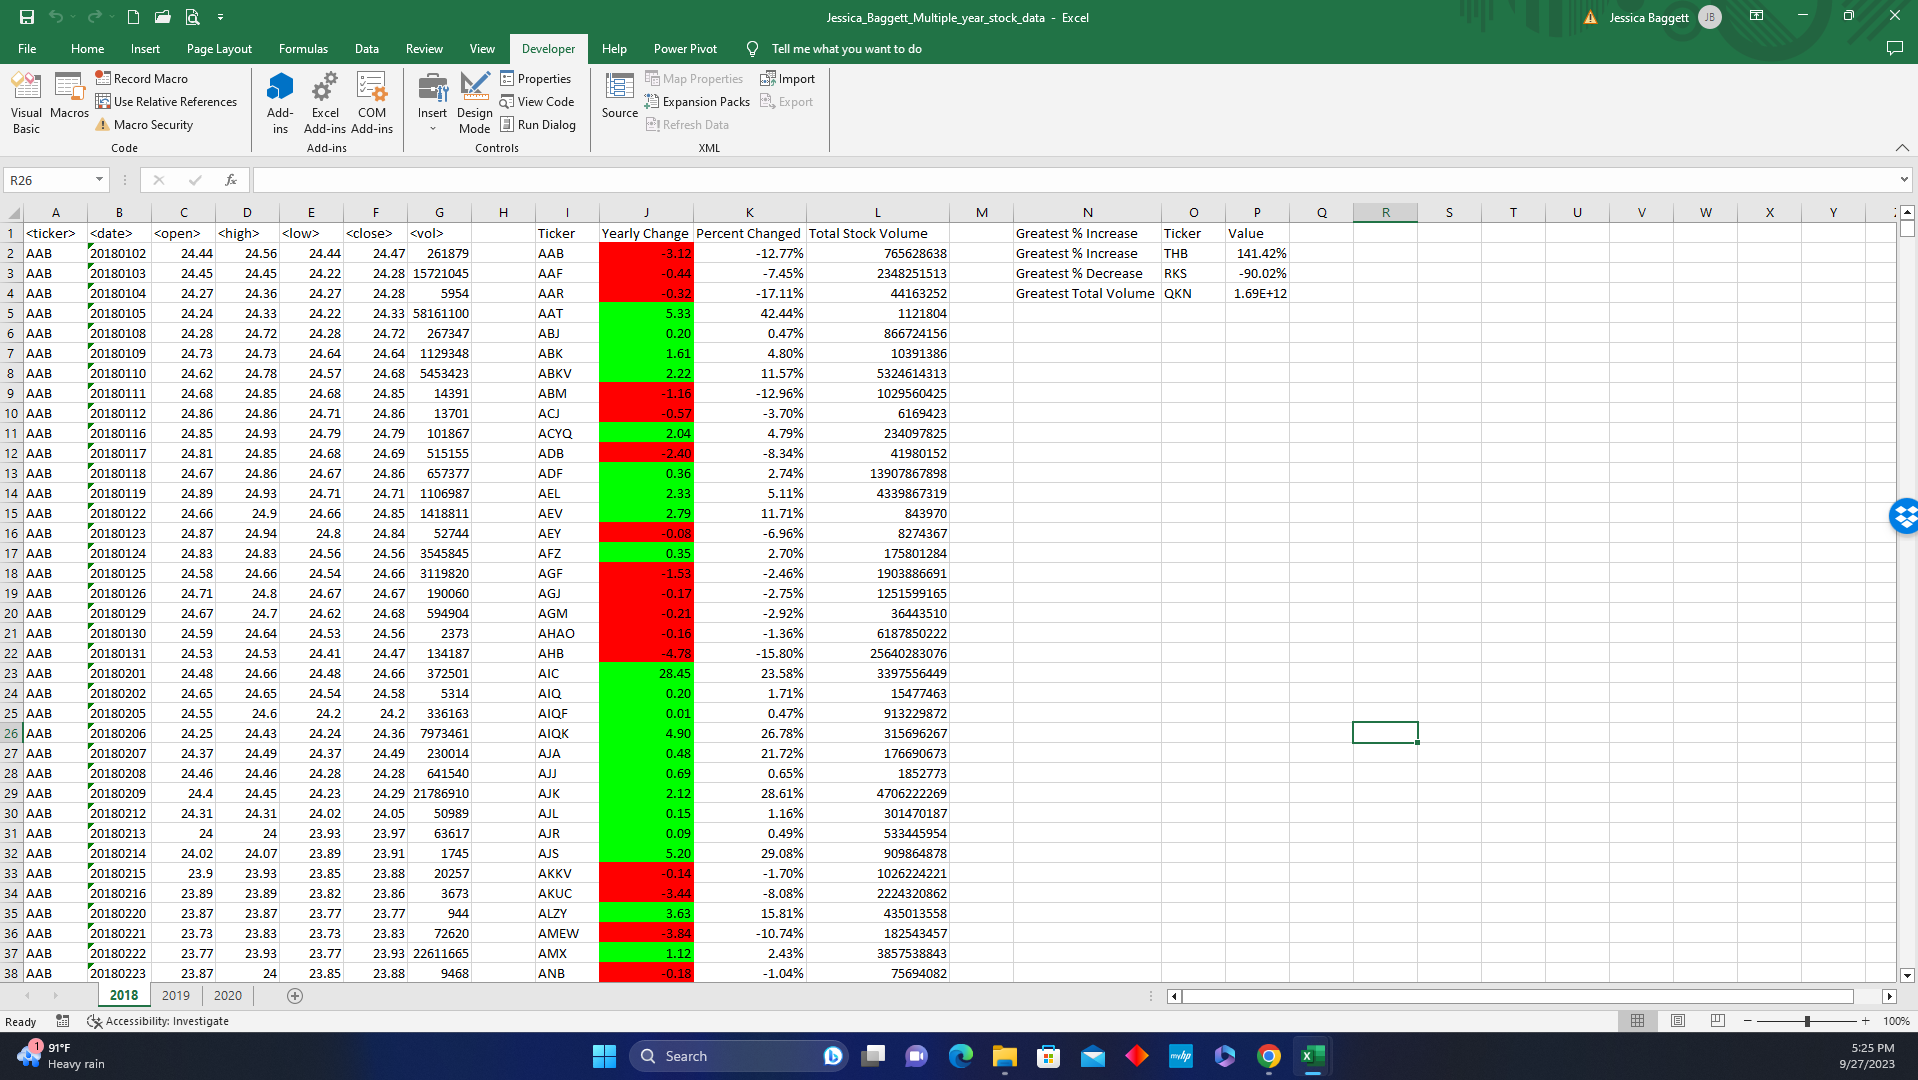 Jessica_Baggett_Multiple_year_stock_data - Excel
Jessica Baggett JB
File Home Insert Page Layout Formulas Data Review View Developer Help Power Pivot Tell me what you want to do
Visual Basic
Macros
Record Macro
Use Relative References
Macro Security
Code
Add-ins
Excel Add-ins
COM Add-ins
Add-ins
Insert
Design Mode
Properties
View Code
Run Dialog
Controls
Source
Map Properties
Expansion Packs
Refresh Data
Import
Export
XML
R26 fx
A B C D E F G H I J K L M N O P Q R S T U V W X Y
1 <ticker> <date> <open> <high> <low> <close> <vol> Ticker Yearly Change Percent Changed Total Stock Volume Greatest % Increase Ticker Value
2 AAB 20180102 24.44 24.56 24.44 24.47 261879 AAB -3.12 -12.77% 765628638 Greatest % Increase THB 141.42%
3 AAB 20180103 24.45 24.45 24.22 24.28 15721045 AAF -0.44 -7.45% 2348251513 Greatest % Decrease RKS -90.02%
4 AAB 20180104 24.27 24.36 24.27 24.28 5954 AAR -0.32 -17.11% 44163252 Greatest Total Volume QKN 1.69E+12
5 AAB 20180105 24.24 24.33 24.22 24.33 58161100 AAT 5.33 42.44% 1121804
6 AAB 20180108 24.28 24.72 24.28 24.72 267347 ABJ 0.20 0.47% 866724156
7 AAB 20180109 24.73 24.73 24.64 24.64 1129348 ABK 1.61 4.80% 10391386
8 AAB 20180110 24.62 24.78 24.57 24.68 5453423 ABKV 2.22 11.57% 5324614313
9 AAB 20180111 24.68 24.85 24.68 24.85 14391 ABM -1.16 -12.96% 1029560425
10 AAB 20180112 24.86 24.86 24.71 24.86 13701 ACJ -0.57 -3.70% 6169423
11 AAB 20180116 24.85 24.93 24.79 24.79 101867 ACYQ 2.04 4.79% 234097825
12 AAB 20180117 24.81 24.85 24.68 24.69 515155 ADB -2.40 -8.34% 41980152
13 AAB 20180118 24.67 24.86 24.67 24.86 657377 ADF 0.36 2.74% 13907867898
14 AAB 20180119 24.89 24.93 24.71 24.71 1106987 AEL 2.33 5.11% 4339867319
15 AAB 20180122 24.66 24.9 24.66 24.85 1418811 AEV 2.79 11.71% 843970
16 AAB 20180123 24.87 24.94 24.8 24.84 52744 AEY -0.08 -6.96% 8274367
17 AAB 20180124 24.83 24.83 24.56 24.56 3545845 AFZ 0.35 2.70% 175801284
18 AAB 20180125 24.58 24.66 24.54 24.66 3119820 AGF -1.53 -2.46% 1903886691
19 AAB 20180126 24.71 24.8 24.67 24.67 190060 AGJ -0.17 -2.75% 1251599165
20 AAB 20180129 24.67 24.7 24.62 24.68 594904 AGM -0.21 -2.92% 36443510
21 AAB 20180130 24.59 24.64 24.53 24.56 2373 AHAO -0.16 -1.36% 6187850222
22 AAB 20180131 24.53 24.53 24.41 24.47 134187 AHB -4.78 -15.80% 25640283076
23 AAB 20180201 24.48 24.66 24.48 24.66 372501 AIC 28.45 23.58% 3397556449
24 AAB 20180202 24.65 24.65 24.54 24.58 5314 AIQ 0.20 1.71% 15477463
25 AAB 20180205 24.55 24.6 24.2 24.2 336163 AIQF 0.01 0.47% 913229872
26 AAB 20180206 24.25 24.43 24.24 24.36 7973461 AIQK 4.90 26.78% 315696267
27 AAB 20180207 24.37 24.49 24.37 24.49 230014 AJA 0.48 21.72% 176690673
28 AAB 20180208 24.46 24.46 24.28 24.28 641540 AJJ 0.69 0.65% 1852773
29 AAB 20180209 24.4 24.45 24.23 24.29 21786910 AJK 2.12 28.61% 4706222269
30 AAB 20180212 24.31 24.31 24.02 24.05 50989 AJL 0.15 1.16% 301470187
31 AAB 20180213 24 24 23.93 23.97 63617 AJR 0.09 0.49% 533445954
32 AAB 20180214 24.02 24.07 23.89 23.91 1745 AJS 5.20 29.08% 909864878
33 AAB 20180215 23.9 23.93 23.85 23.88 20257 AKKV -0.14 -1.70% 1026224221
34 AAB 20180216 23.89 23.89 23.82 23.86 3673 AKUC -3.44 -8.08% 2224320862
35 AAB 20180220 23.87 23.87 23.77 23.77 944 ALZY 3.63 15.81% 435013558
36 AAB 20180221 23.73 23.83 23.73 23.83 72620 AMEW -3.84 -10.74% 182543457
37 AAB 20180222 23.77 23.93 23.77 23.93 22611665 AMX 1.12 2.43% 3857538843
38 AAB 20180223 23.87 24 23.85 23.88 9468 ANB -0.18 -1.04% 75694082
2018 2019 2020
Ready Accessibility: Investigate 100%
1 91°F
Heavy rain
Search
myhp
5:25 PM
9/27/2023